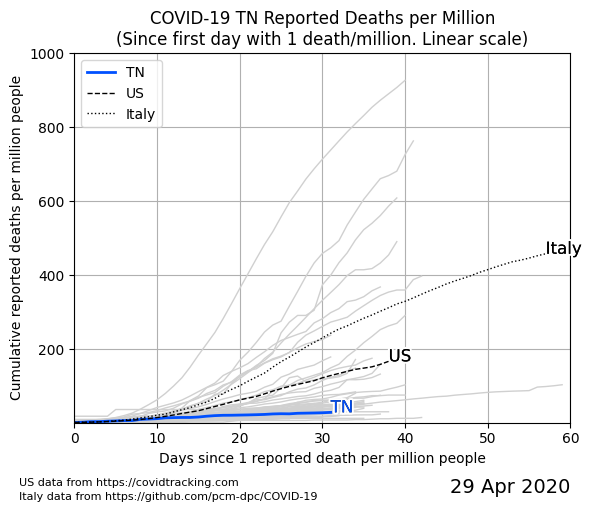 COVID-19 TN Reported Deaths per Million
(Since first day with 1 death/million. Linear scale)
Cumulative reported deaths per million people
1000
800
600
400
200
TN
US
Italy
Italy
US
TN
0 10 20 30 40 50 60
Days since 1 reported death per million people
US data from https://covidtracking.com
Italy data from https://github.com/pcm-dpc/COVID-19
29 Apr 2020